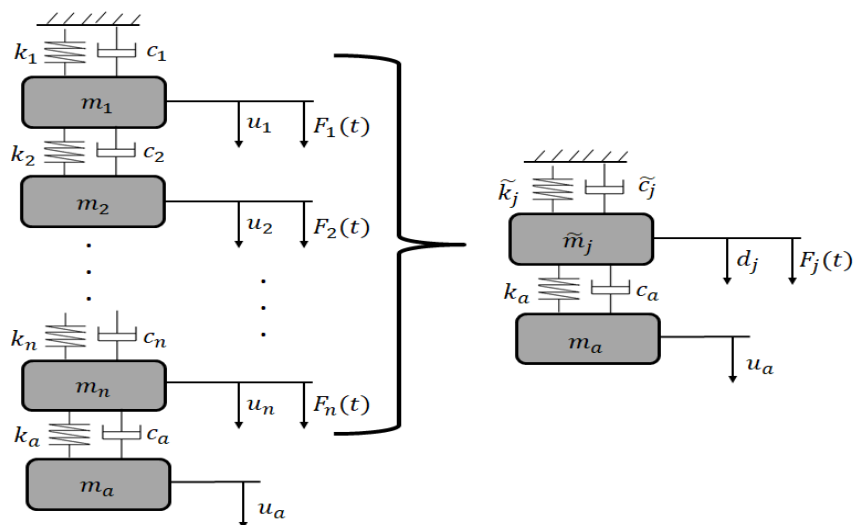 k₁ c₁
m₁
u₁ F₁(t)
k₂ c₂
m₂
u₂ F₂(t)
kₙ cₙ
mₙ
uₙ Fₙ(t)
kₐ cₐ
mₐ
uₐ
k̃ⱼ c̃ⱼ
m̃ⱼ
dⱼ Fⱼ(t)
kₐ cₐ
mₐ
uₐ